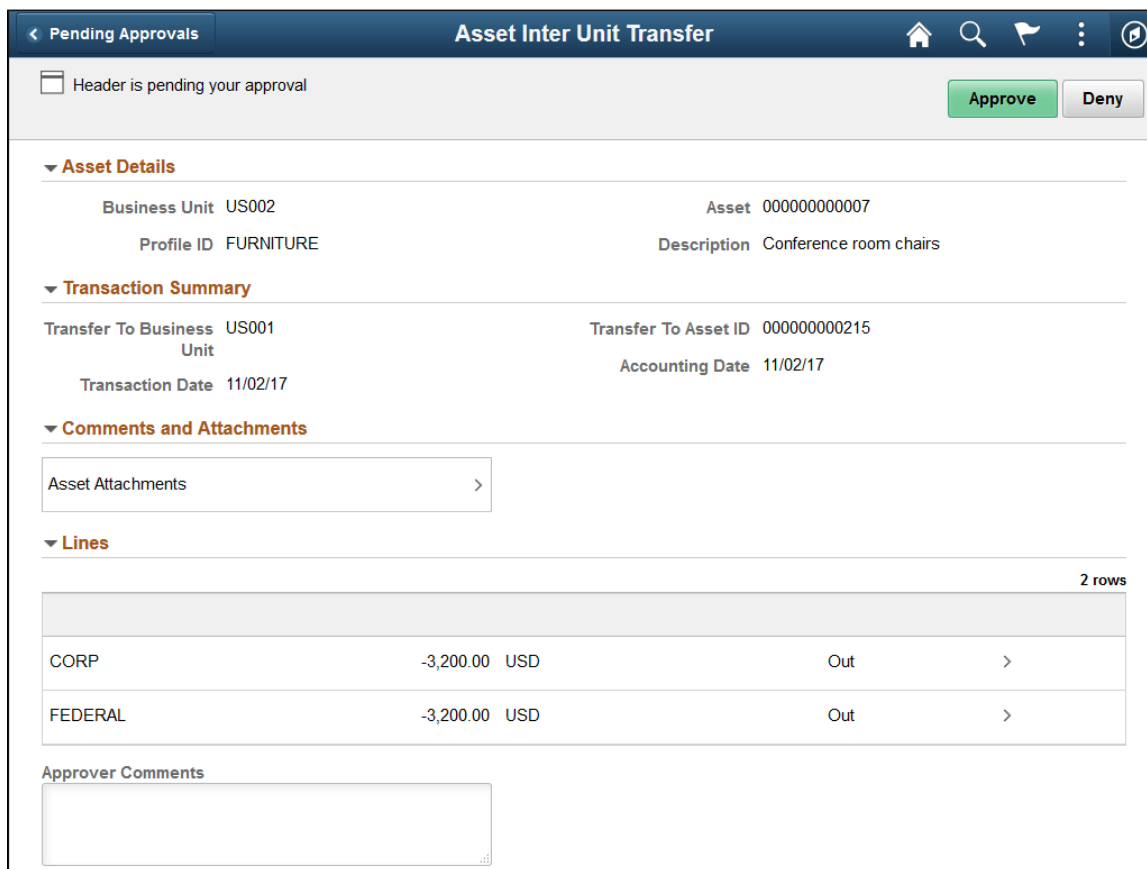 Pending Approvals
Asset Inter Unit Transfer
Header is pending your approval
Approve
Deny
Asset Details
Business Unit US002
Asset 000000000007
Profile ID FURNITURE
Description Conference room chairs
Transaction Summary
Transfer To Business Unit US001
Transfer To Asset ID 000000000215
Accounting Date 11/02/17
Transaction Date 11/02/17
Comments and Attachments
Asset Attachments
Lines
2 rows
CORP -3,200.00 USD Out
FEDERAL -3,200.00 USD Out
Approver Comments